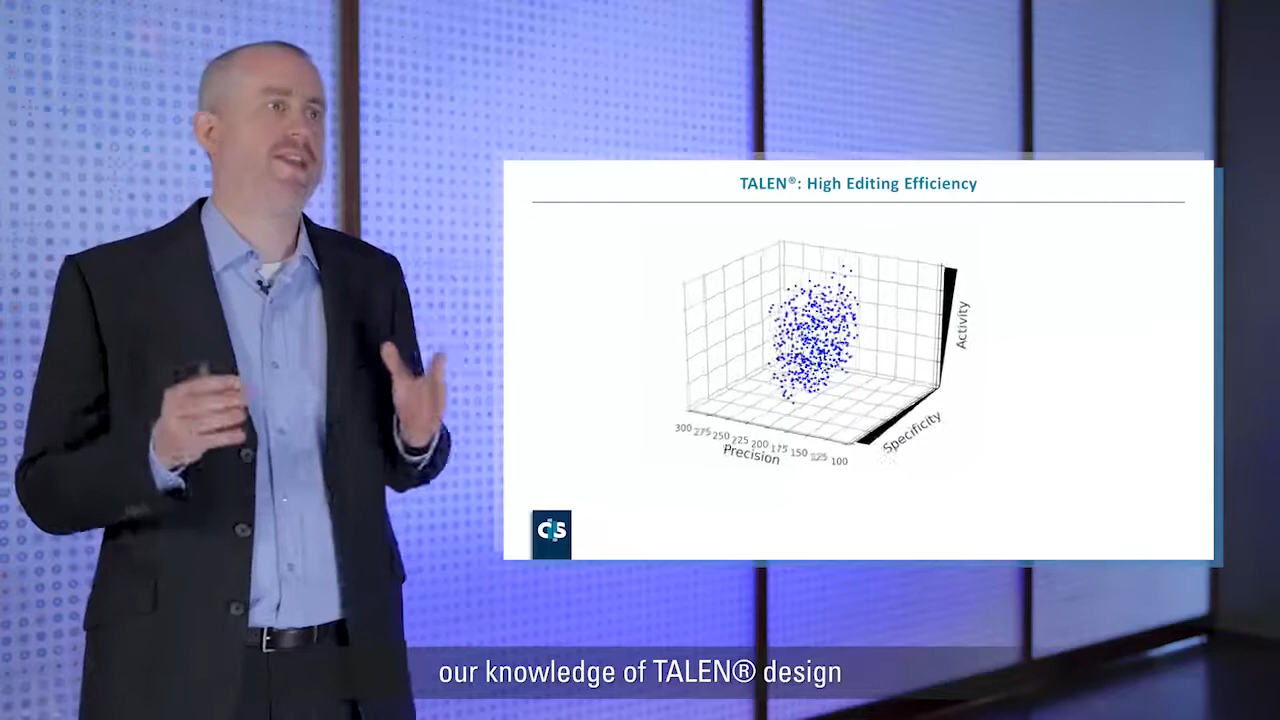 TALEN®: High Editing Efficiency
Activity
Specificity
300 275 250 225 200 175 150 125 100
Precision
our knowledge of TALEN® design